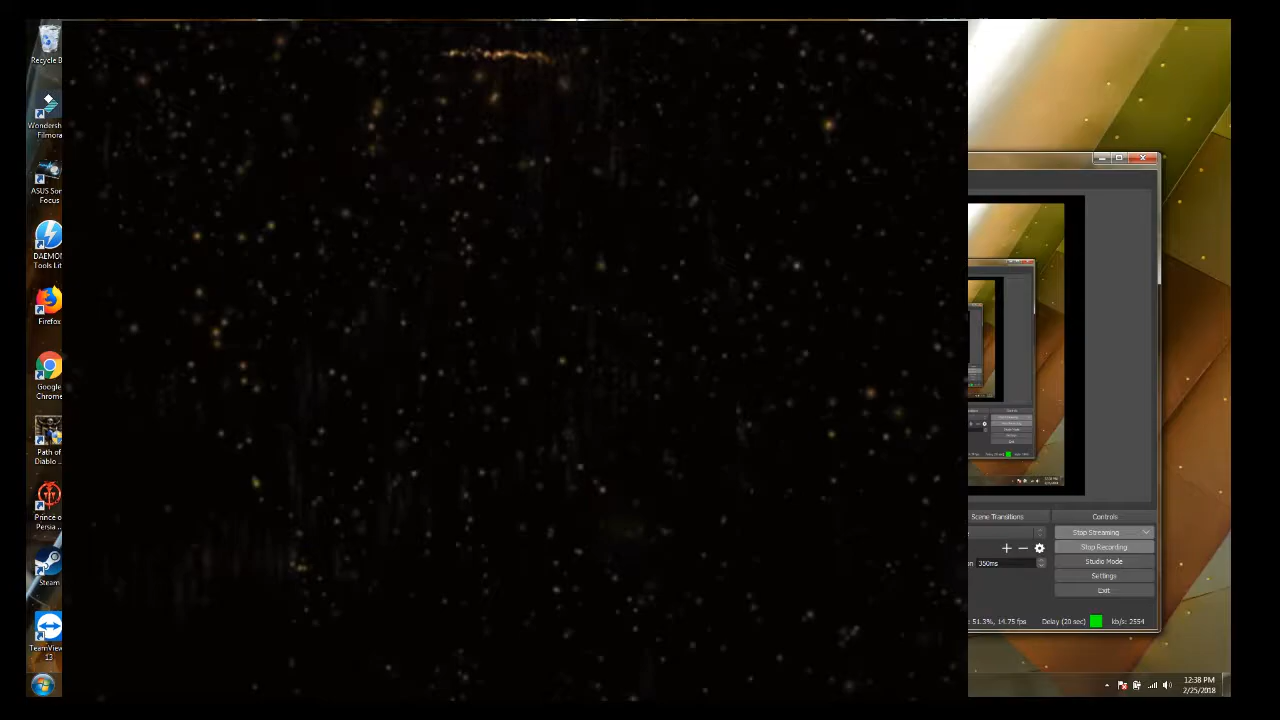 Recycle B
Wondersh
Filmora
ASUS Son
Focus
DAEMON
Tools Lit
Firefox
Google
Chrome
Path of
Diablo
Prince o
Persia ...
Steam
TeamView
13
Scene Transitions
Controls
Stop Streaming
Stop Recording
350ms
Studio Mode
Settings
Exit
: 51.3%, 14.75 fps
Delay (20 sec)
kb/s: 2554
12:38 PM
2/25/2018